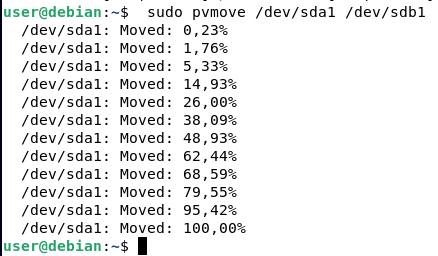 user@debian:~$  sudo pvmove /dev/sda1 /dev/sdb1
  /dev/sda1: Moved: 0,23%
  /dev/sda1: Moved: 1,76%
  /dev/sda1: Moved: 5,33%
  /dev/sda1: Moved: 14,93%
  /dev/sda1: Moved: 26,00%
  /dev/sda1: Moved: 38,09%
  /dev/sda1: Moved: 48,93%
  /dev/sda1: Moved: 62,44%
  /dev/sda1: Moved: 68,59%
  /dev/sda1: Moved: 79,55%
  /dev/sda1: Moved: 95,42%
  /dev/sda1: Moved: 100,00%
user@debian:~$